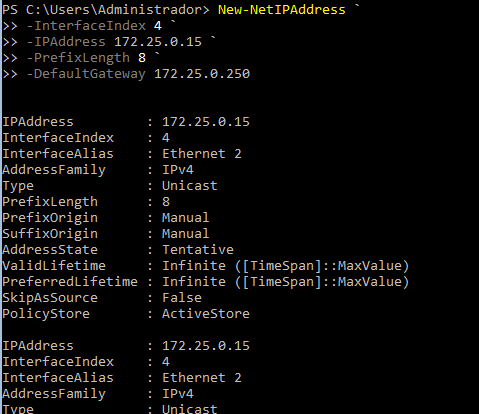 PS C:\Users\Administrador> New-NetIPAddress `
>> -InterfaceIndex 4 `
>> -IPAddress 172.25.0.15 `
>> -PrefixLength 8 `
>> -DefaultGateway 172.25.0.250
IPAddress : 172.25.0.15
InterfaceIndex : 4
InterfaceAlias : Ethernet 2
AddressFamily : IPv4
Type : Unicast
PrefixLength : 8
PrefixOrigin : Manual
SuffixOrigin : Manual
AddressState : Tentative
ValidLifetime : Infinite ([TimeSpan]::MaxValue)
PreferredLifetime : Infinite ([TimeSpan]::MaxValue)
SkipAsSource : False
PolicyStore : ActiveStore
IPAddress : 172.25.0.15
InterfaceIndex : 4
InterfaceAlias : Ethernet 2
AddressFamily : IPv4
Type : Unicast